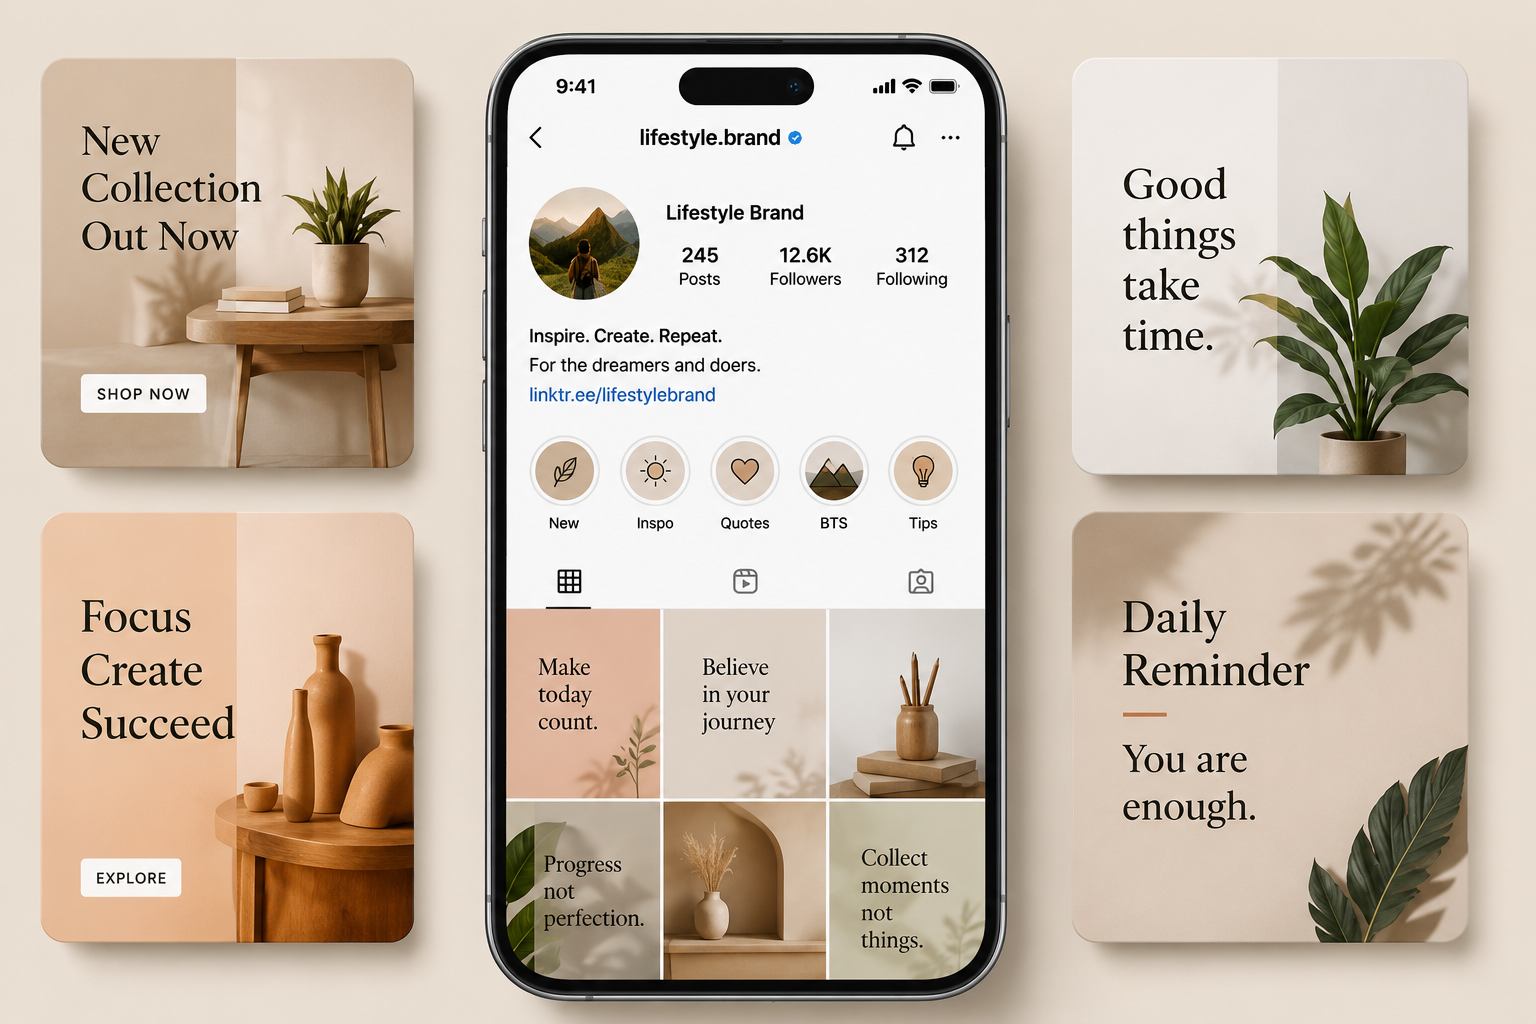 New
Collection
Out Now
SHOP NOW
Focus
Create
Succeed
EXPLORE
9:41
lifestyle.brand
Lifestyle Brand
245
Posts
12.6K
Followers
312
Following
Inspire. Create. Repeat.
For the dreamers and doers.
linktr.ee/lifestylebrand
New
Inspo
Quotes
BTS
Tips
Make
today
count.
Believe
in your
journey
Progress
not
perfection.
Collect
moments
not
things.
Good
things
take
time.
Daily
Reminder
You are
enough.